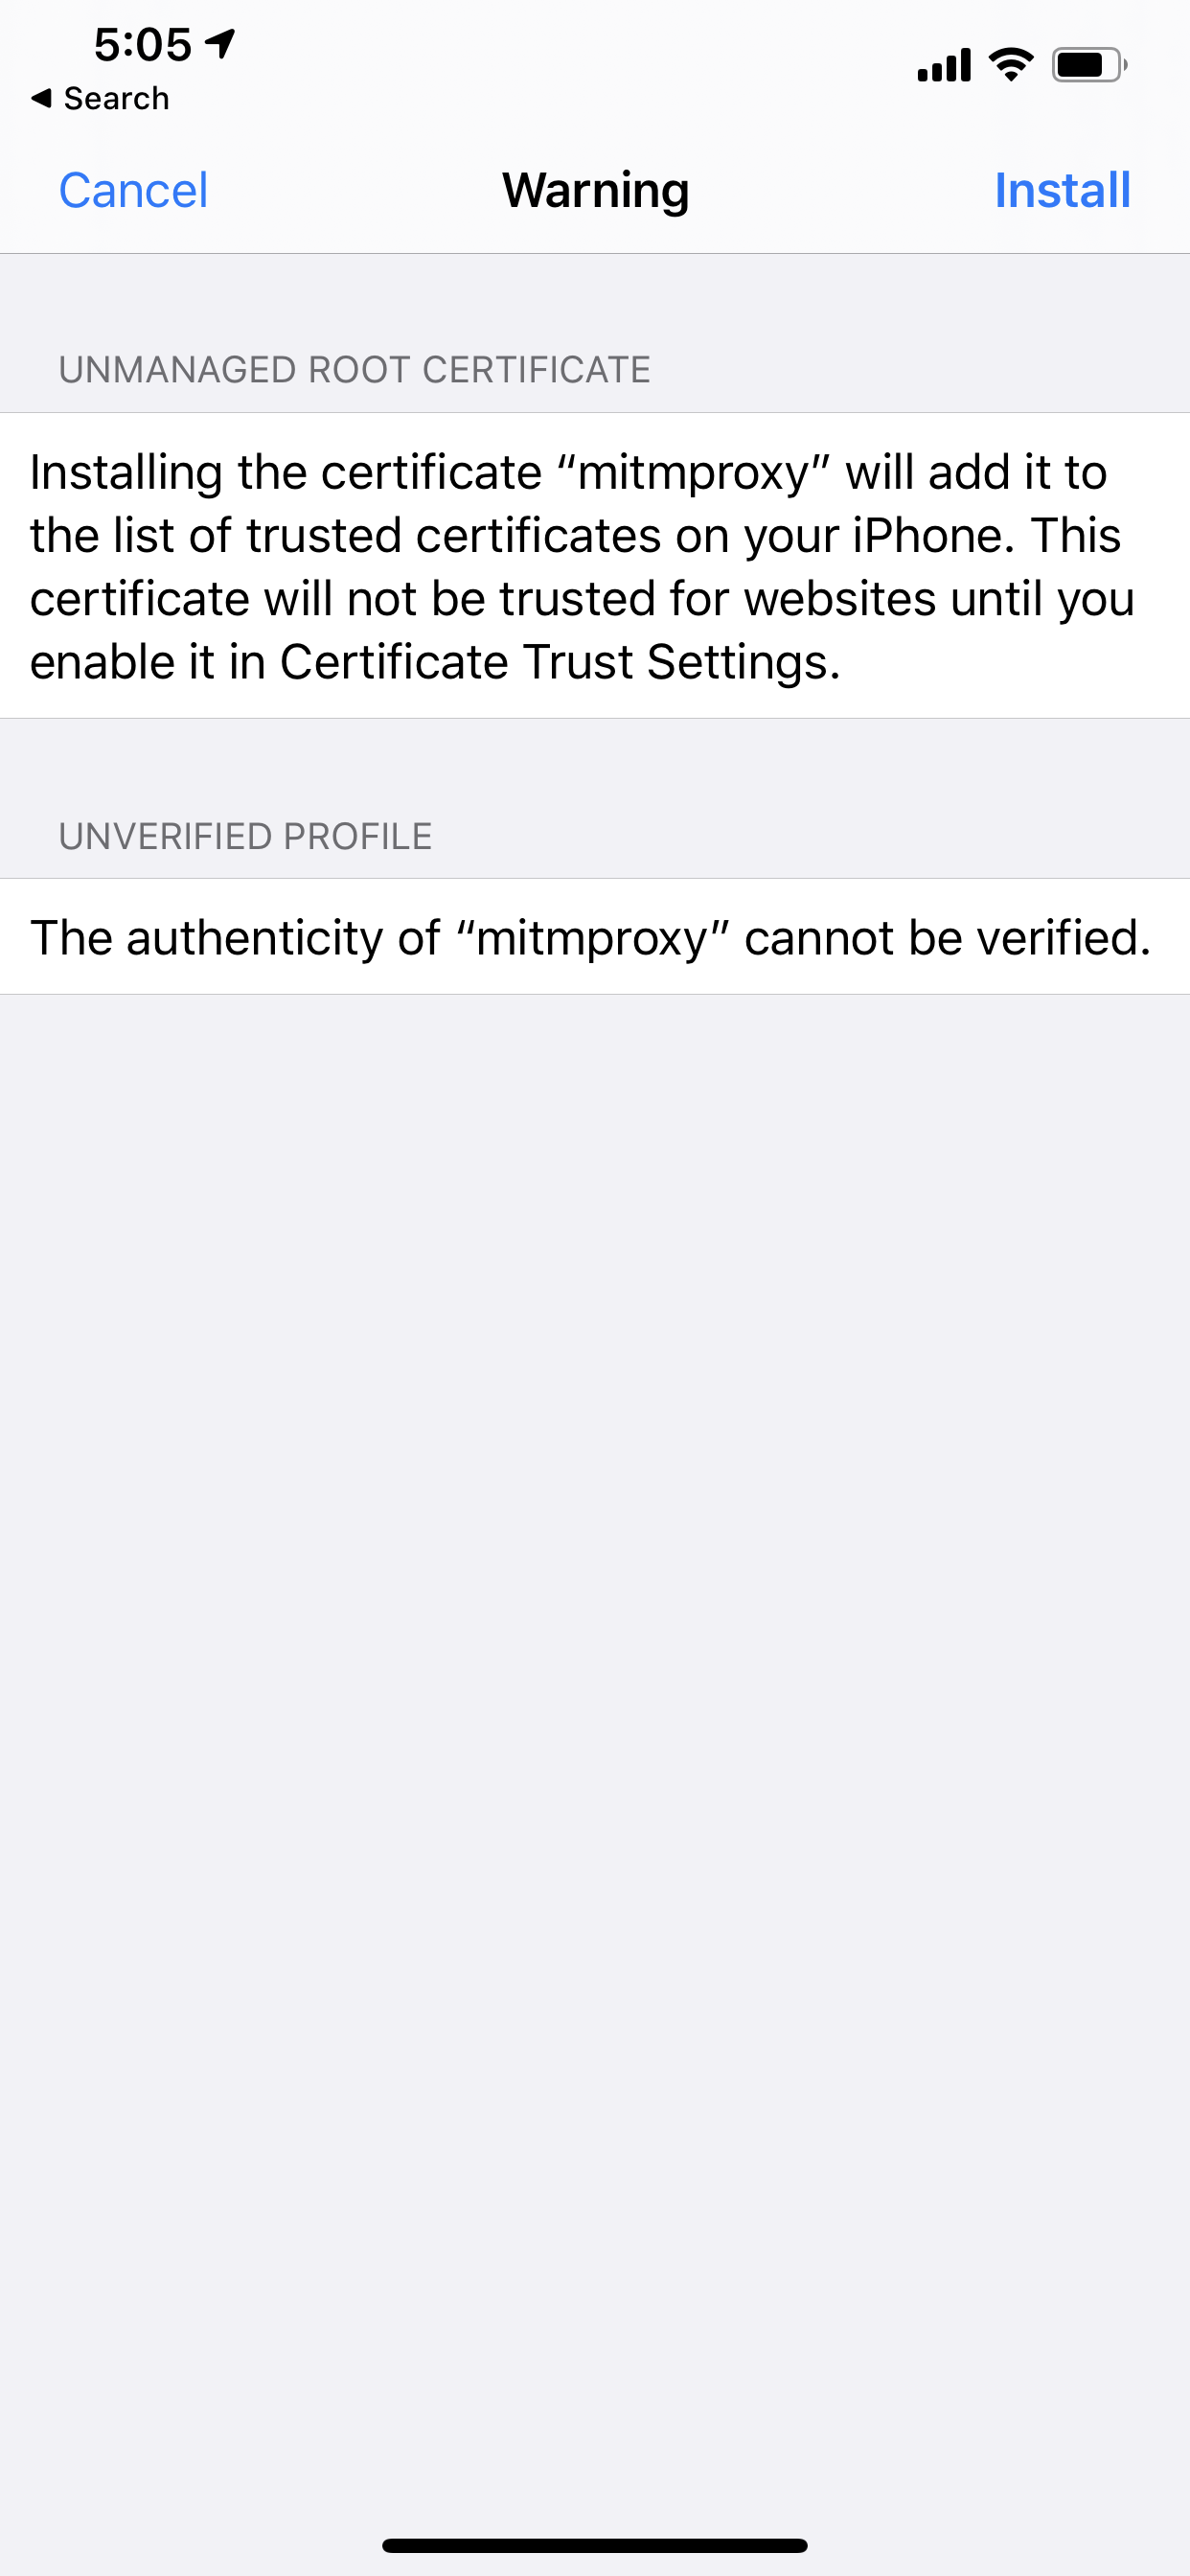 5:05
Search
Cancel Warning Install
UNMANAGED ROOT CERTIFICATE
Installing the certificate “mitmproxy” will add it to
the list of trusted certificates on your iPhone. This
certificate will not be trusted for websites until you
enable it in Certificate Trust Settings.
UNVERIFIED PROFILE
The authenticity of “mitmproxy” cannot be verified.